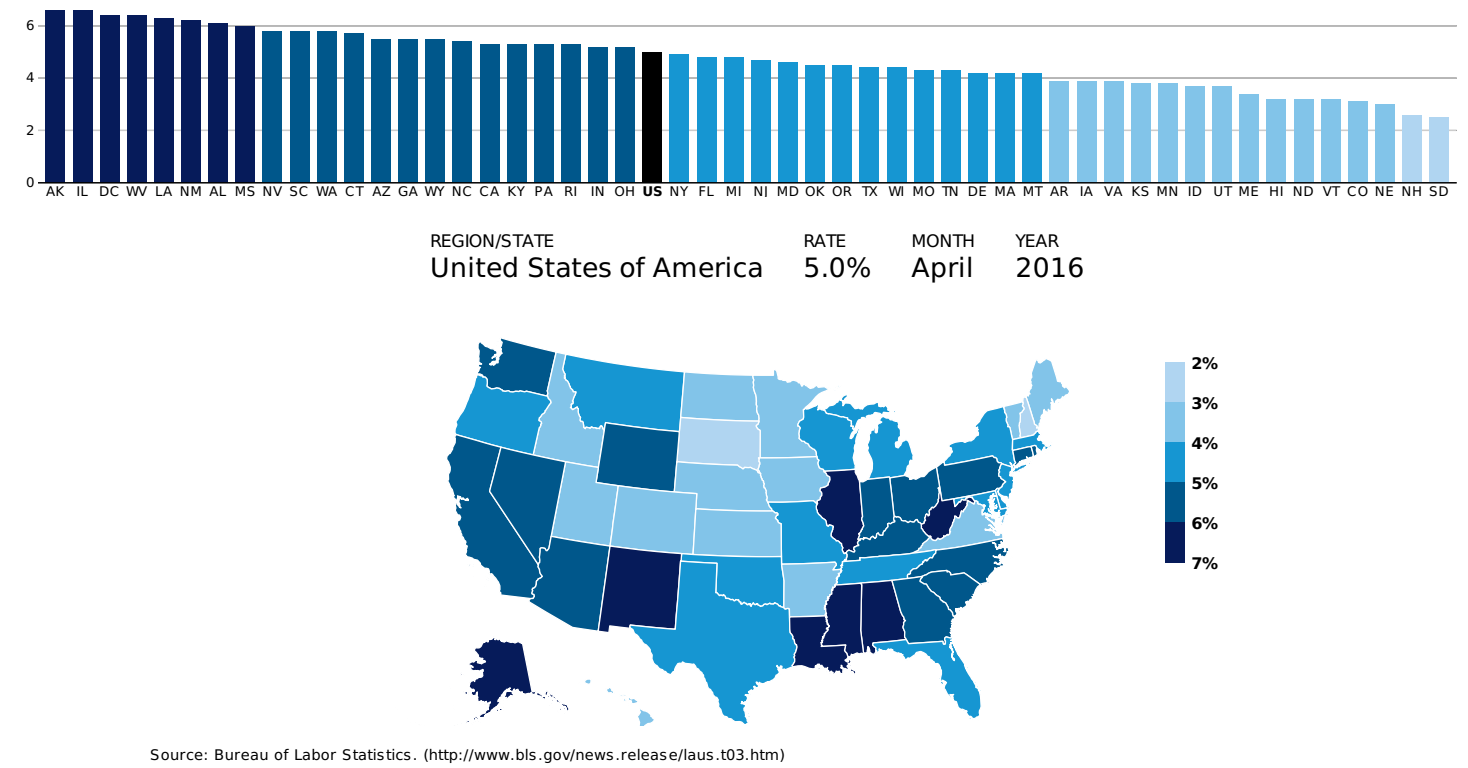 6
4
2
0
AK IL DC WV LA NM AL MS NV SC WA CT AZ GA WY NC CA KY PA RI IN OH US NY FL MI NJ MD OK OR TX WI MO TN DE MA MT AR IA VA KS MN ID UT ME HI ND VT CO NE NH SD
REGION/STATE RATE MONTH YEAR
United States of America 5.0% April 2016
2%
3%
4%
5%
6%
7%
Source: Bureau of Labor Statistics. (http://www.bls.gov/news.release/laus.t03.htm)